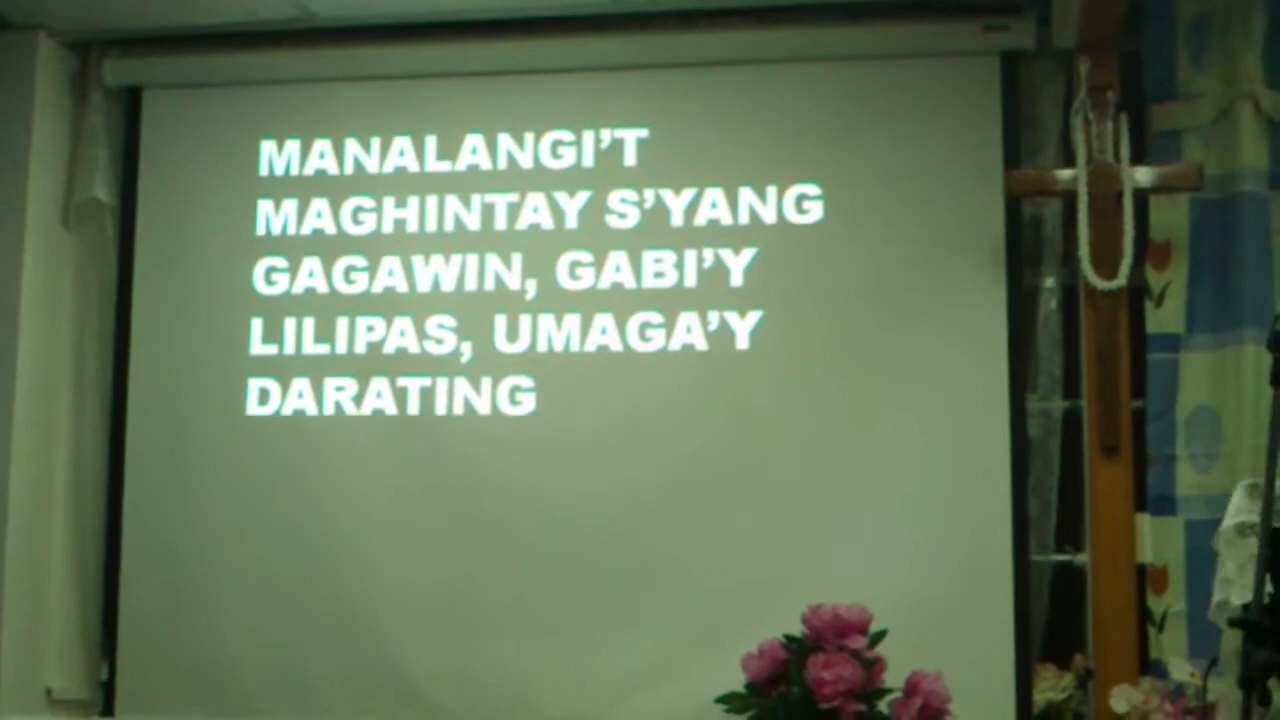 MANALANGI’T
MAGHINTAY S’YANG
GAGAWIN, GABI’Y
LILIPAS, UMAGA’Y
DARATING